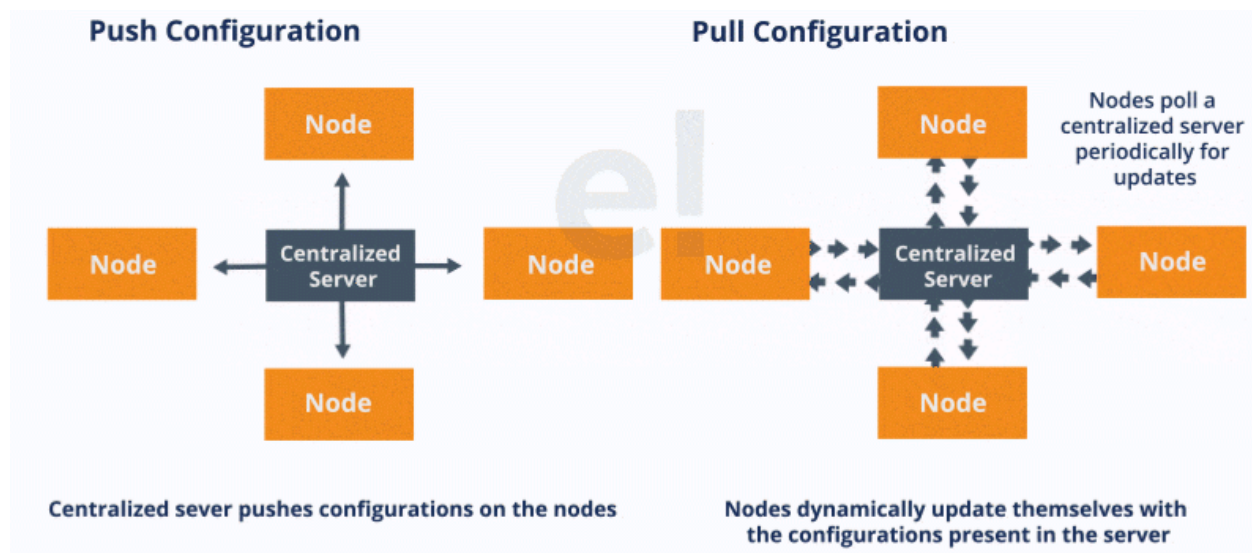 Push Configuration
Node
Node
Centralized
Server
Node
Node
Centralized sever pushes configurations on the nodes
Pull Configuration
Node
Nodes poll a
centralized server
periodically for
updates
Node
Centralized
Server
Node
Node
Nodes dynamically update themselves with
the configurations present in the server
e!